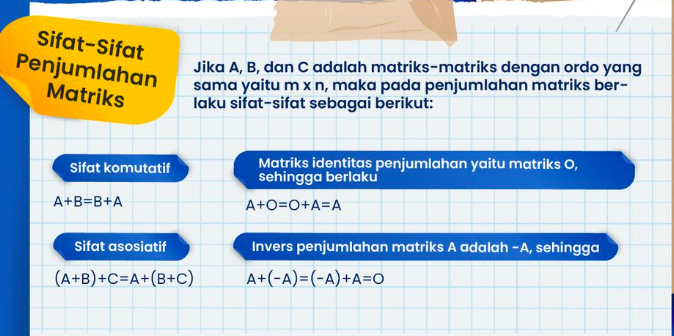 Sifat-Sifat
Penjumlahan
Matriks
Jika A, B, dan C adalah matriks-matriks dengan ordo yang
sama yaitu m x n, maka pada penjumlahan matriks ber-
laku sifat-sifat sebagai berikut:
Sifat komutatif
A+B=B+A
Matriks identitas penjumlahan yaitu matriks O,
sehingga berlaku
A+O=O+A=A
Sifat asosiatif
(A+B)+C=A+(B+C)
Invers penjumlahan matriks A adalah -A, sehingga
A+(-A)=(-A)+A=O